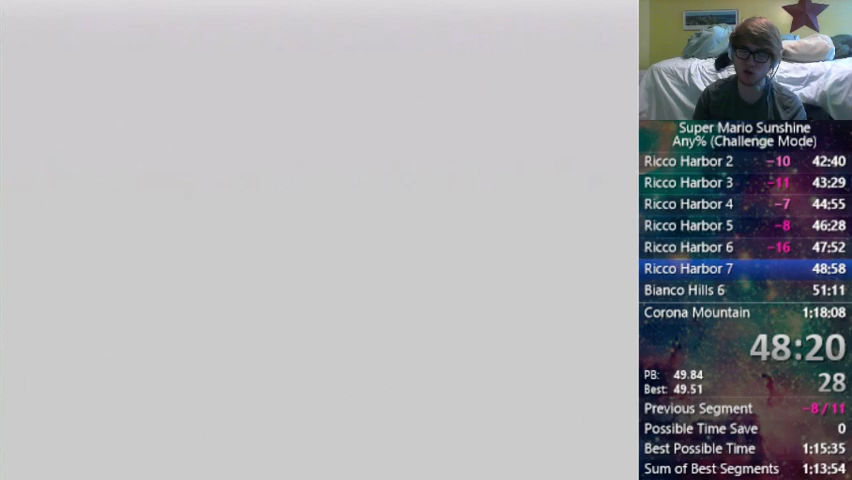 Super Mario Sunshine
Any% (Challenge Mode)
Ricco Harbor 2 -10 42:40
Ricco Harbor 3 -11 43:29
Ricco Harbor 4 -7 44:55
Ricco Harbor 5 -8 46:28
Ricco Harbor 6 -16 47:52
Ricco Harbor 7 48:58
Bianco Hills 6 51:11
Corona Mountain 1:18:08
48:20
PB: 49.84
Best: 49.51
28
Previous Segment -8 / 11
Possible Time Save 0
Best Possible Time 1:15:35
Sum of Best Segments 1:13:54